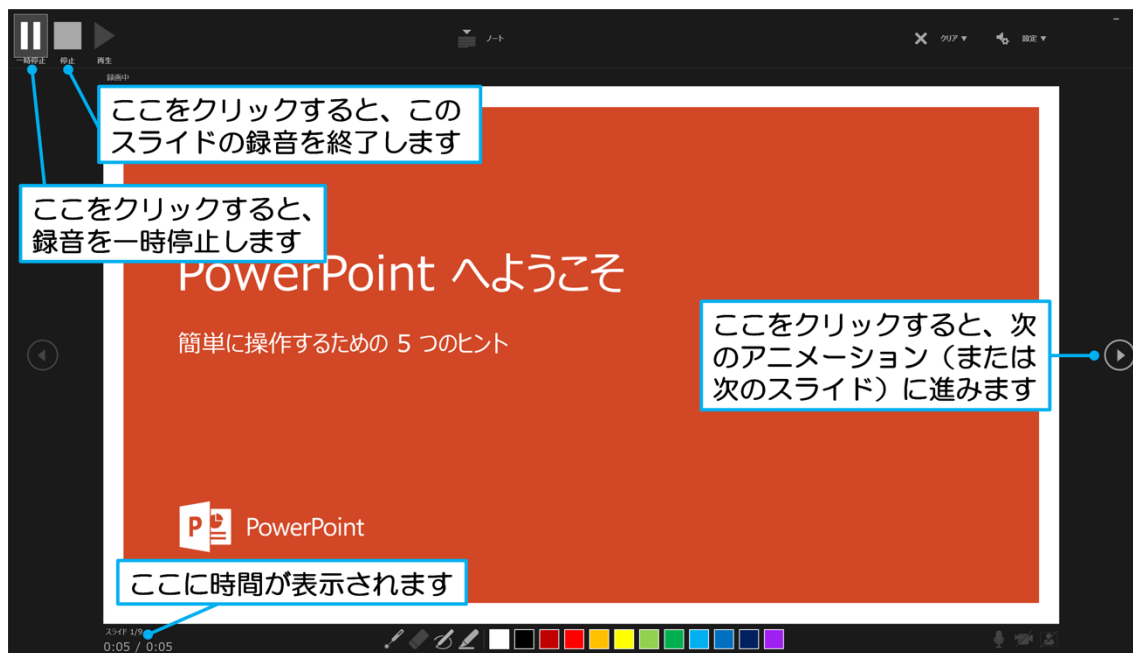 ノート
クリア ▼
設定 ▼
一時停止
停止
再生
録画中
ここをクリックすると、この
スライドの録音を終了します
ここをクリックすると、
録音を一時停止します
PowerPoint へようこそ
簡単に操作するための 5 つのヒント
ここをクリックすると、次
のアニメーション（または
次のスライド）に進みます
P
PowerPoint
ここに時間が表示されます
スライド 1/9
0:05 / 0:05